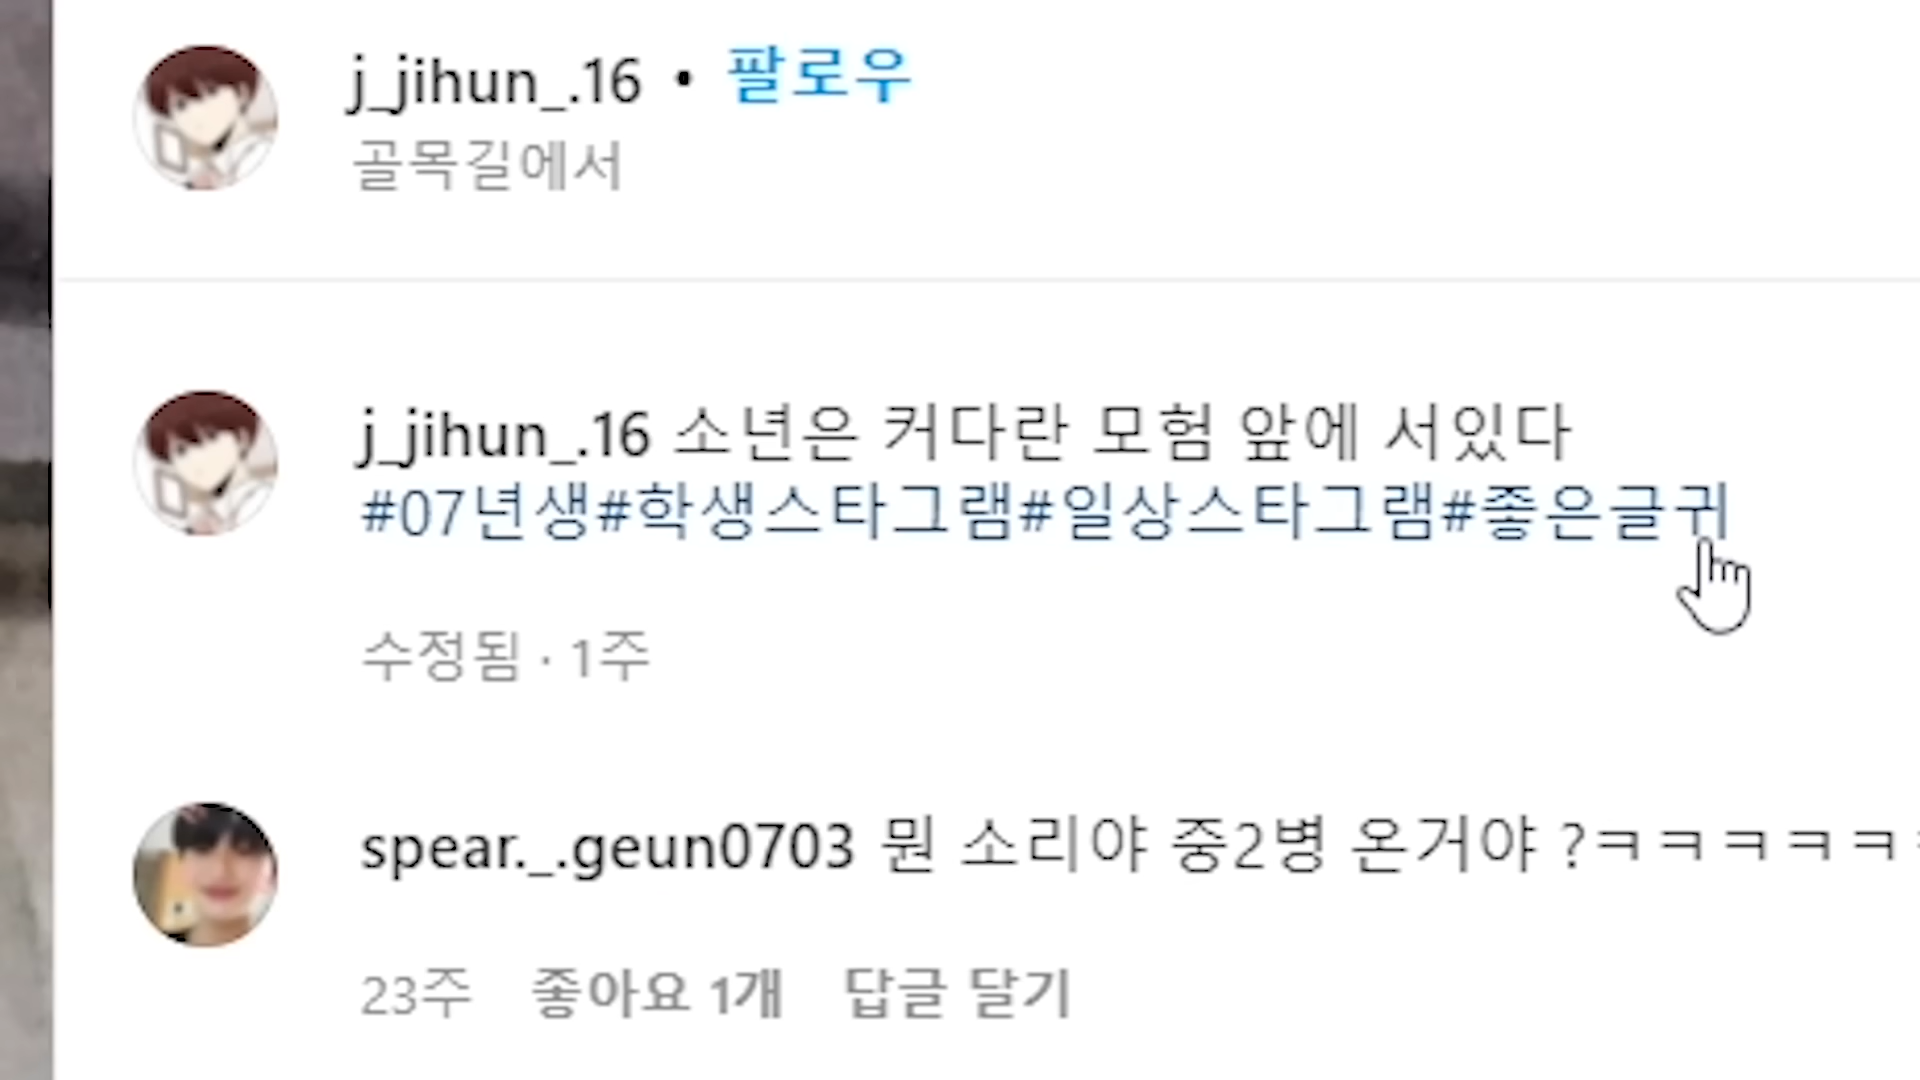 j_jihun_.16 • 팔로우
골목길에서
j_jihun_.16 소년은 커다란 모험 앞에 서있다
#07년생#학생스타그램#일상스타그램#좋은글귀
수정됨 · 1주
spear._.geun0703 뭔 소리야 중2병 온거야 ?ㅋㅋㅋㅋㅋ
23주 좋아요 1개 답글 달기